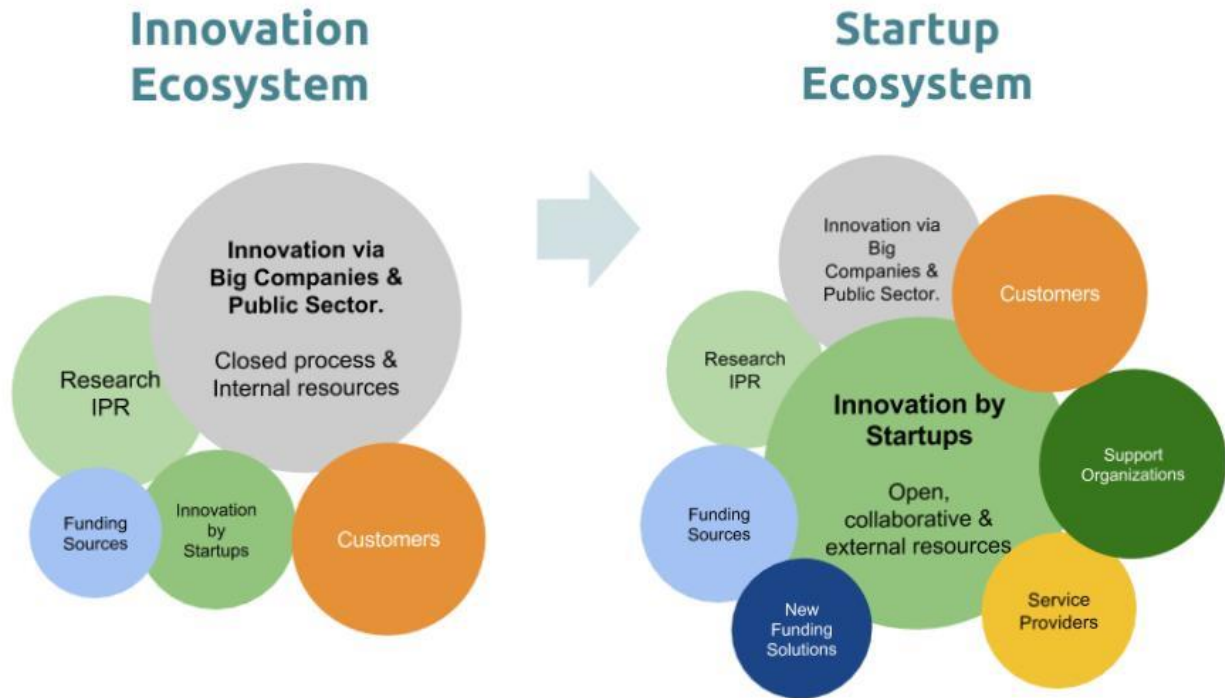 Innovation
Ecosystem
Innovation via
Big Companies &
Public Sector.
Closed process &
Internal resources
Research
IPR
Funding
Sources
Innovation
by
Startups
Customers
Startup
Ecosystem
Innovation via
Big
Companies &
Public Sector.
Customers
Research
IPR
Innovation by
Startups
Open,
collaborative &
external resources
Support
Organizations
Funding
Sources
New
Funding
Solutions
Service
Providers